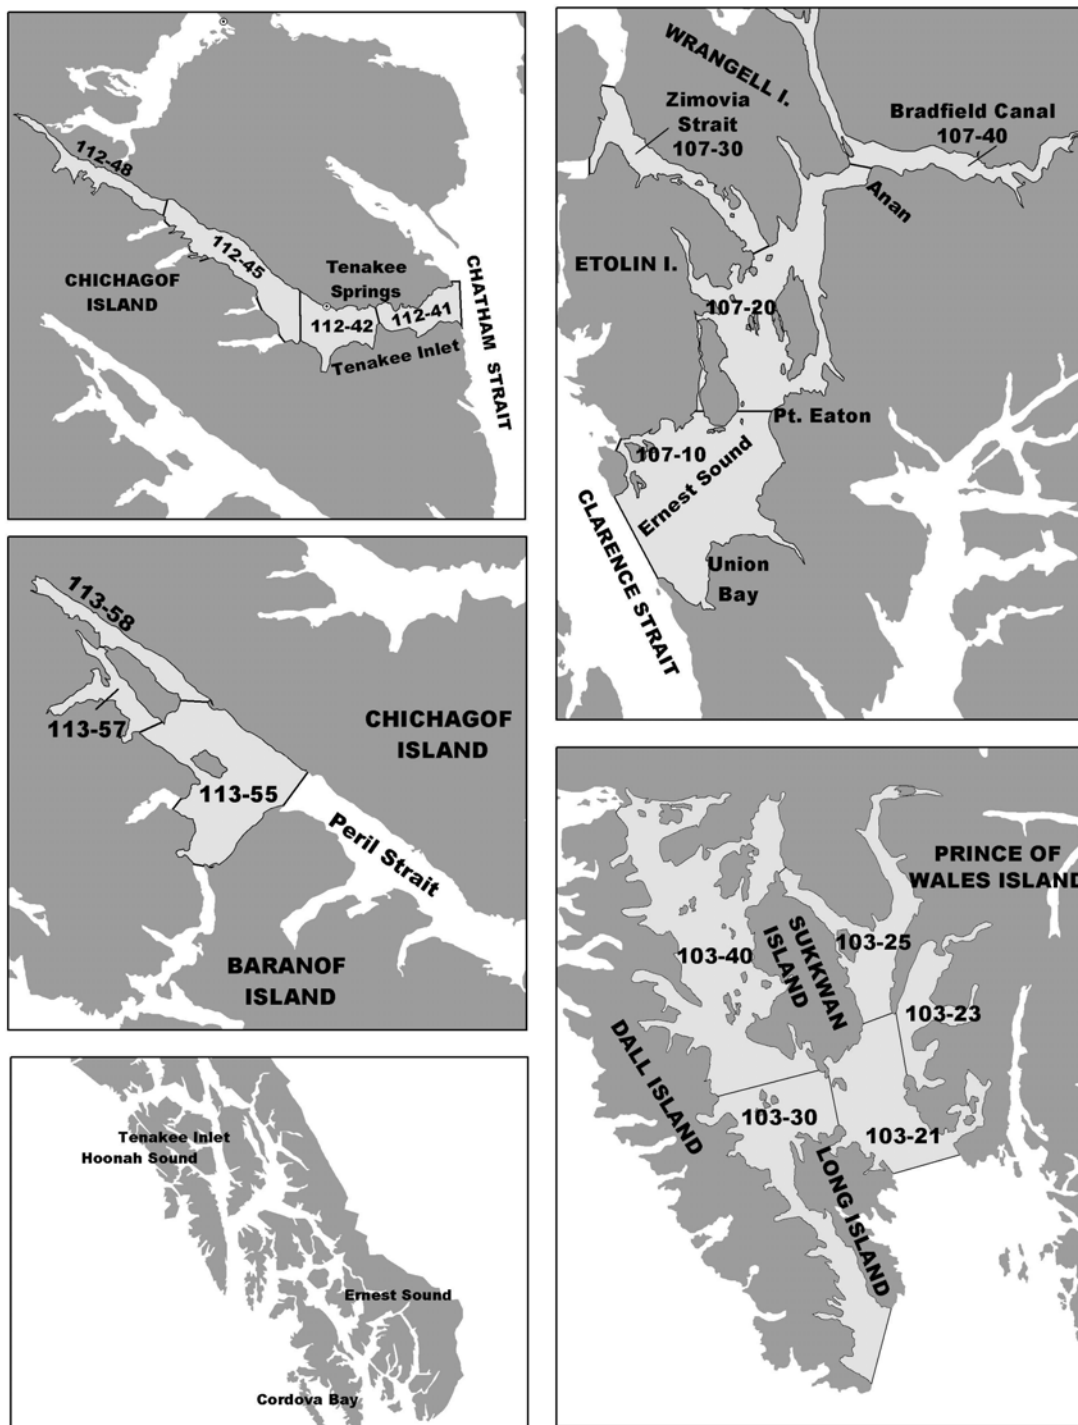 112-48
112-45
CHICHAGOF
ISLAND
Tenakee
Springs
112-42
112-41
Tenakee Inlet
CHATHAM STRAIT
WRANGELL I.
Zimovia
Strait
107-30
Bradfield Canal
107-40
Anan
ETOLIN I.
107-20
Pt. Eaton
107-10
Ernest Sound
Union
Bay
CLARENCE STRAIT
113-58
113-57
CHICHAGOF
ISLAND
113-55
Peril Strait
BARANOF
ISLAND
PRINCE OF
WALES ISLAND
103-40
SUKKWAN
ISLAND
103-25
103-23
DALL ISLAND
103-30
103-21
LONG ISLAND
Tenakee Inlet
Hoonah Sound
Ernest Sound
Cordova Bay